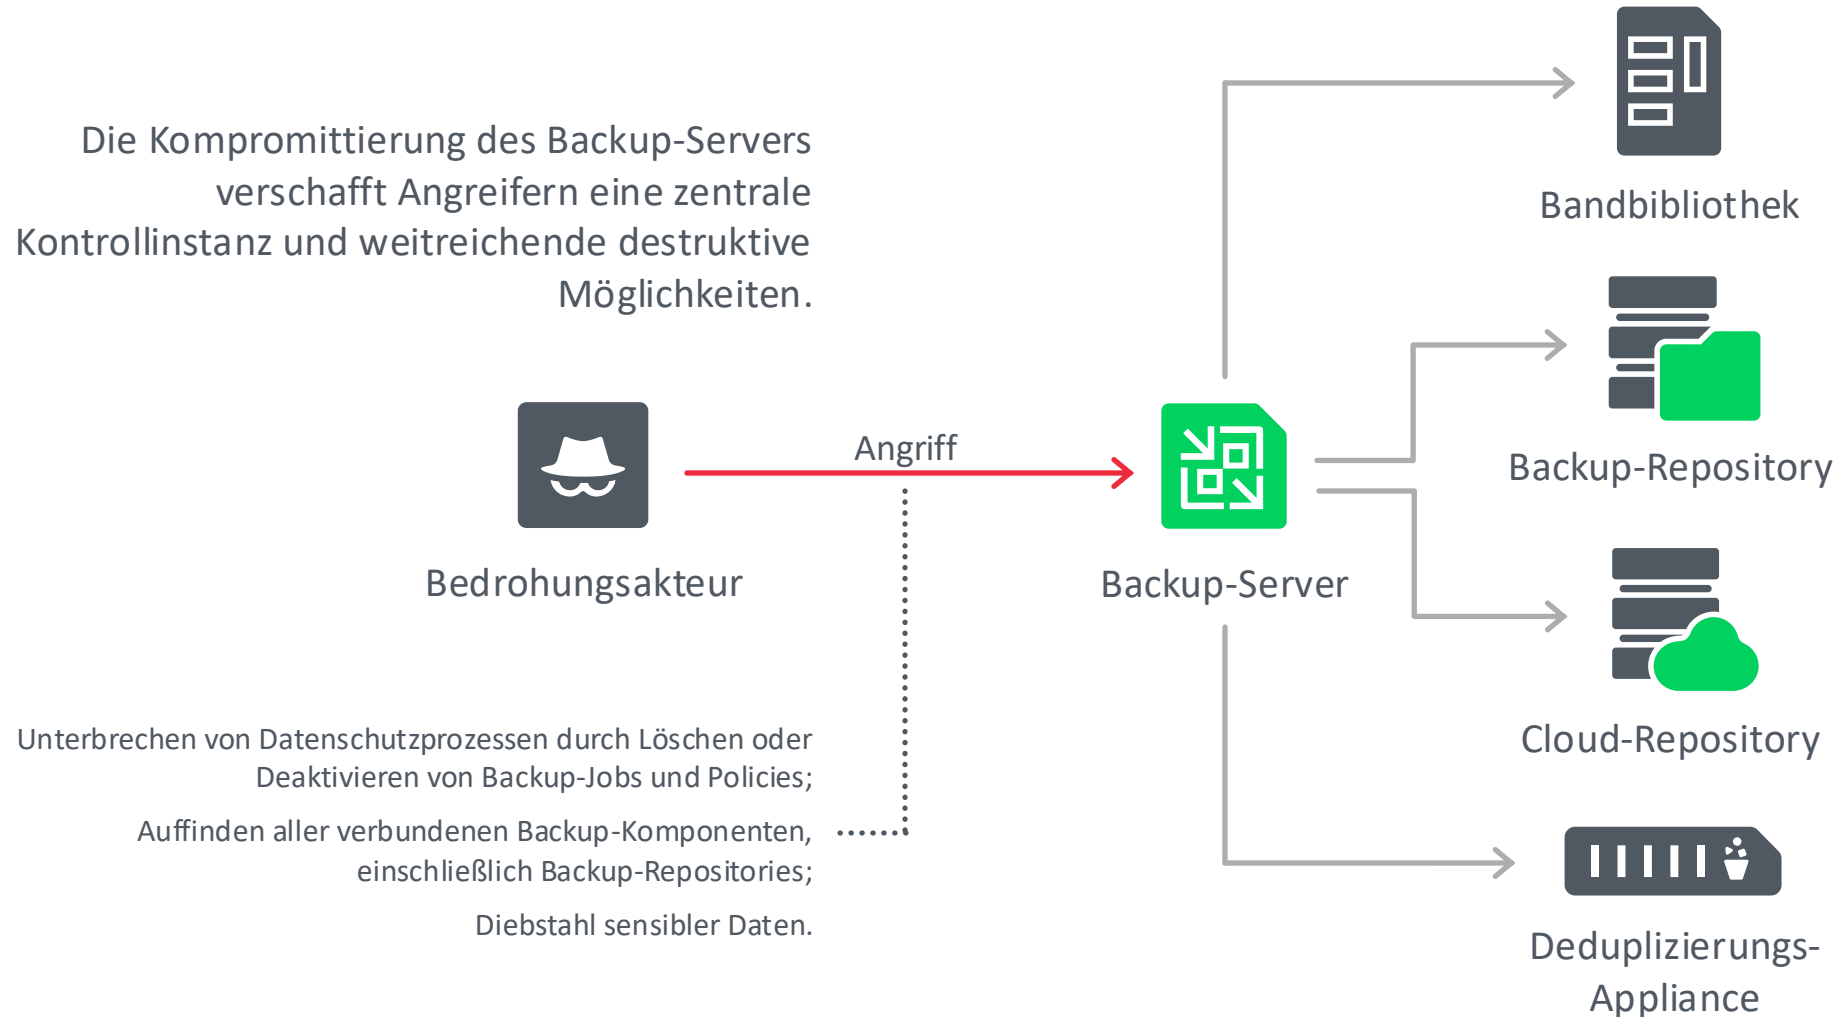 Die Kompromittierung des Backup-Servers
verschafft Angreifern eine zentrale
Kontrollinstanz und weitreichende destruktive
Möglichkeiten.
Bandbibliothek
Backup-Repository
Angriff
Bedrohungsakteur
Backup-Server
Cloud-Repository
Unterbrechen von Datenschutzprozessen durch Löschen oder
Deaktivieren von Backup-Jobs und Policies;
Auffinden aller verbundenen Backup-Komponenten,
einschließlich Backup-Repositories;
Diebstahl sensibler Daten.
Deduplizierungs-
Appliance